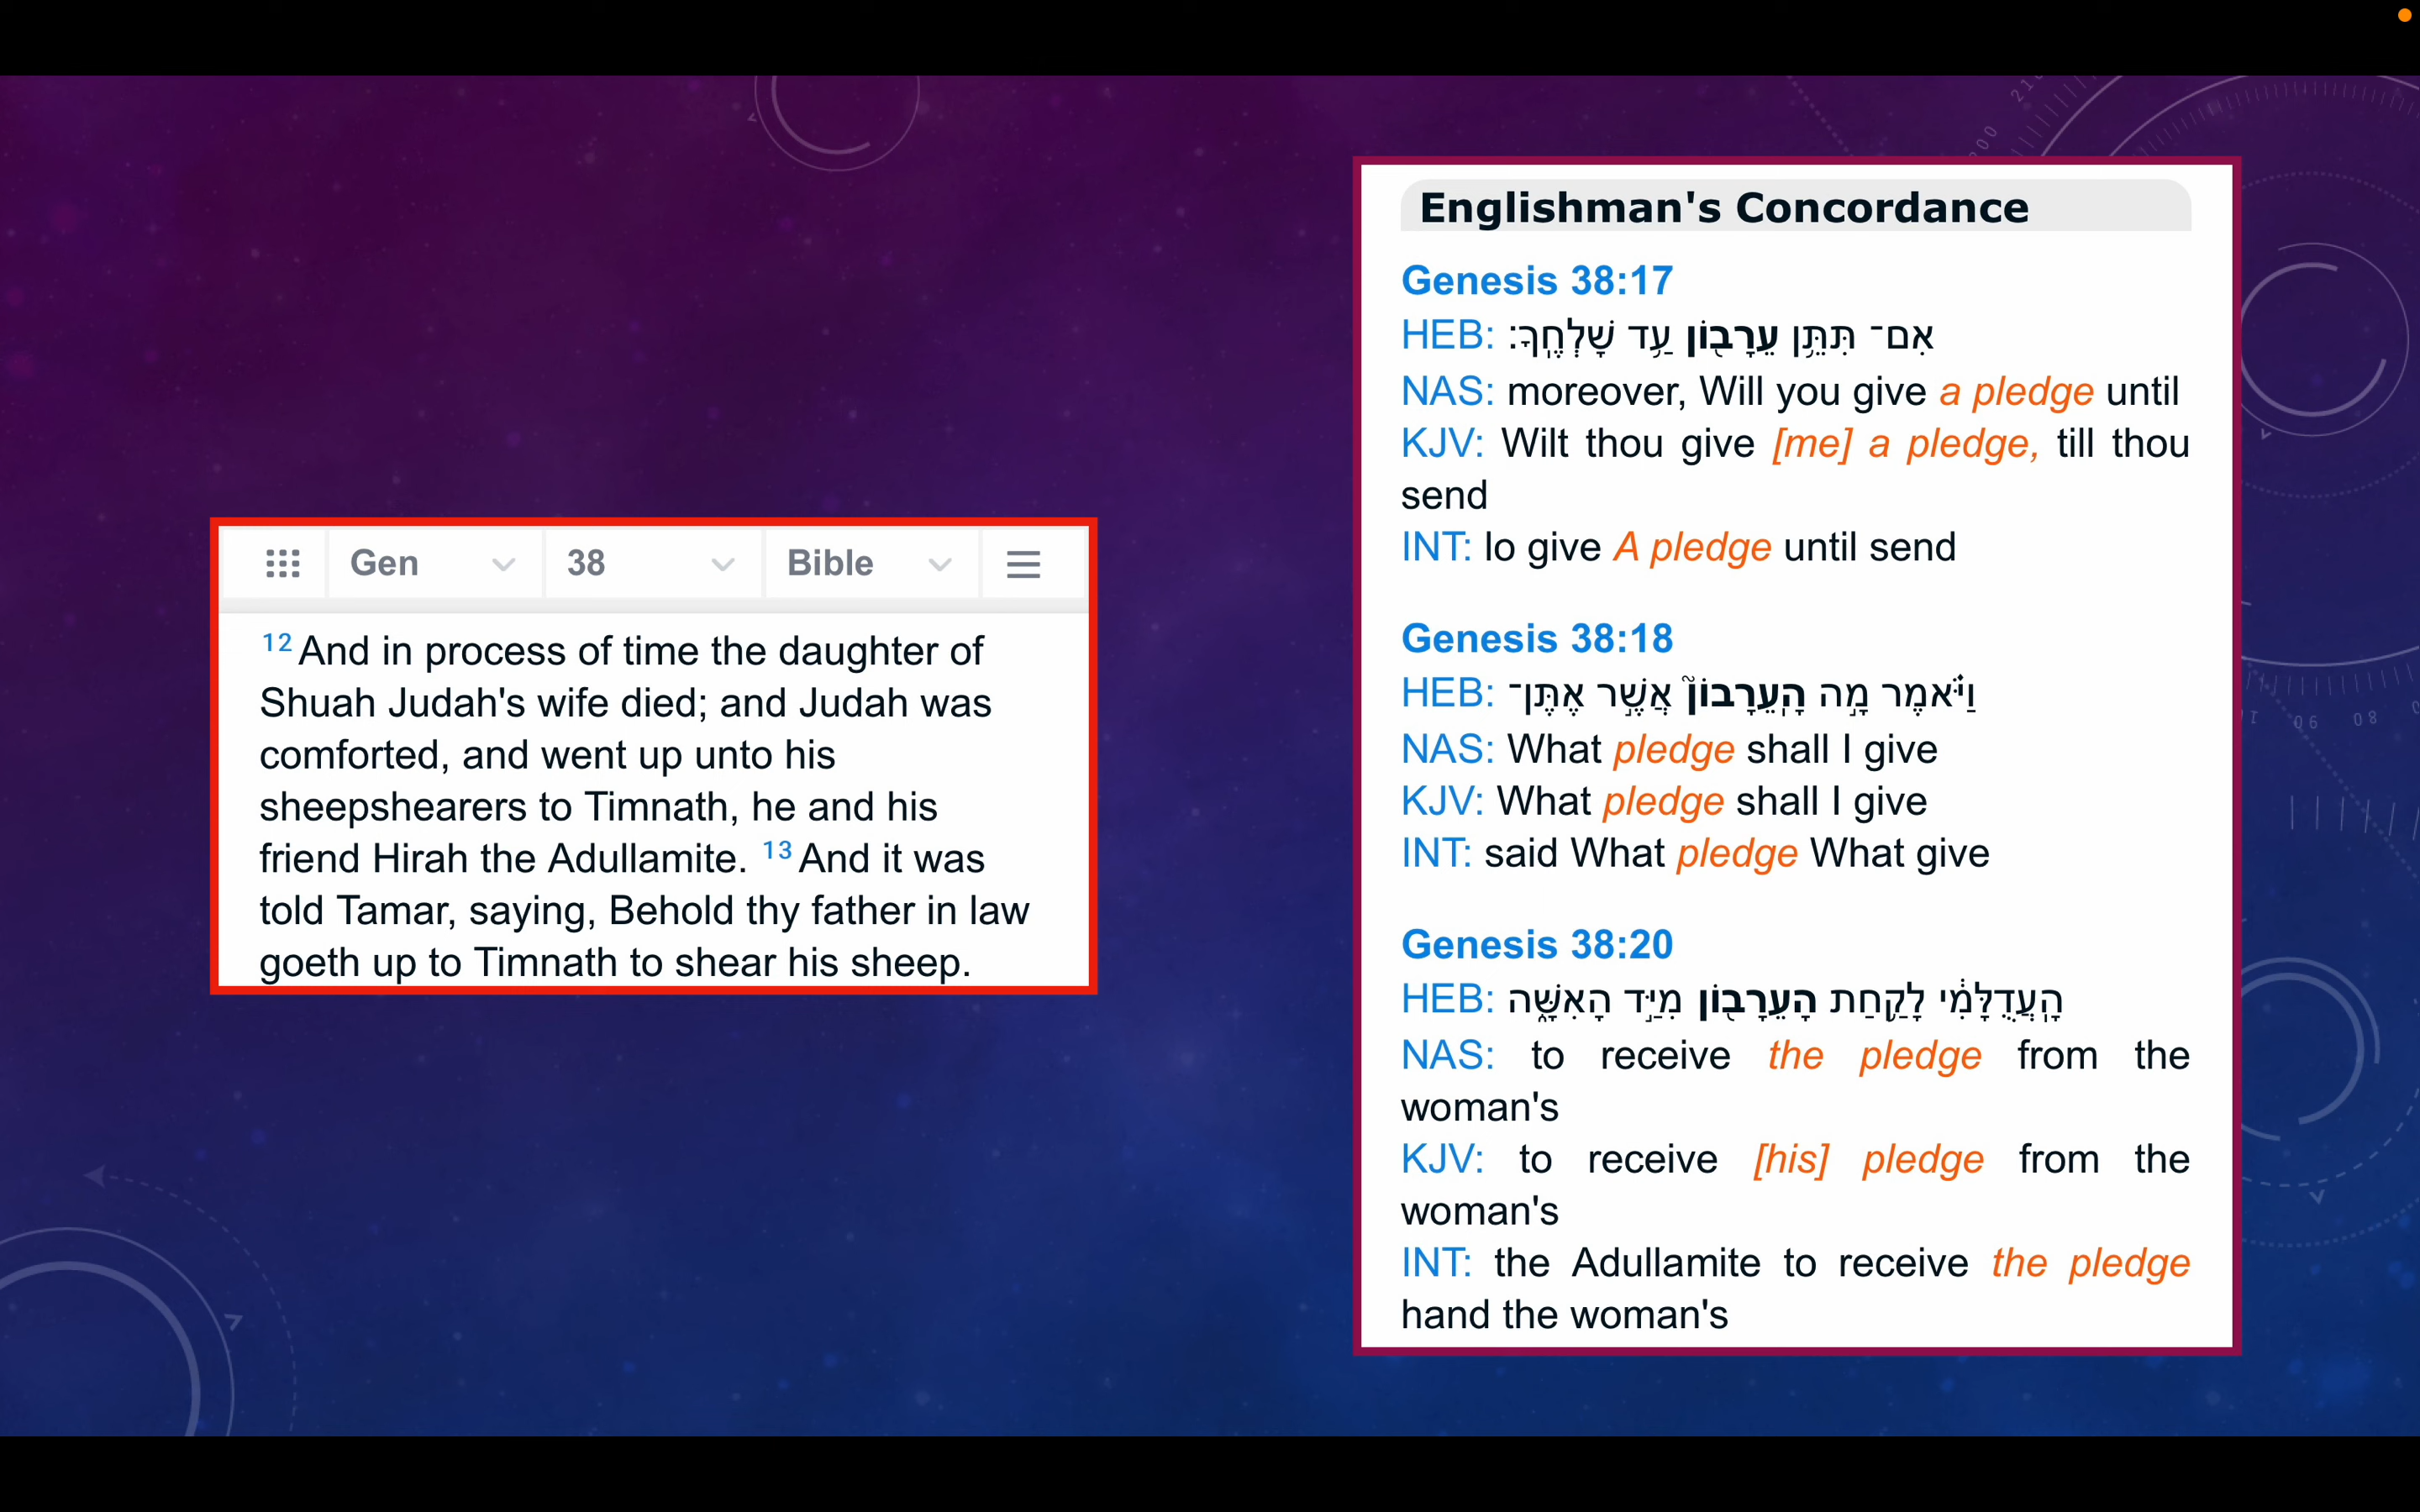 Gen 38 Bible
12 And in process of time the daughter of
Shuah Judah's wife died; and Judah was
comforted, and went up unto his
sheepshearers to Timnath, he and his
friend Hirah the Adullamite. 13 And it was
told Tamar, saying, Behold thy father in law
goeth up to Timnath to shear his sheep.
Englishman's Concordance
Genesis 38:17
HEB: אִם־ תִּתֵּ֥ן עֵרָב֖וֹן עַ֥ד שָׁלְחֶֽךָ׃
NAS: moreover, Will you give a pledge until
KJV: Wilt thou give [me] a pledge, till thou
send
INT: lo give A pledge until send
Genesis 38:18
HEB: וַיֹּ֗אמֶר מָ֣ה הָֽעֵרָבוֹן֮ אֲשֶׁ֣ר אֶתֶּן־
NAS: What pledge shall I give
KJV: What pledge shall I give
INT: said What pledge What give
Genesis 38:20
HEB: הָֽעֲדֻלָּמִ֔י לָקַ֥חַת הָעֵרָב֖וֹן מִיַּ֣ד הָאִשָּׁ֑ה
NAS: to receive the pledge from the
woman's
KJV: to receive [his] pledge from the
woman's
INT: the Adullamite to receive the pledge
hand the woman's